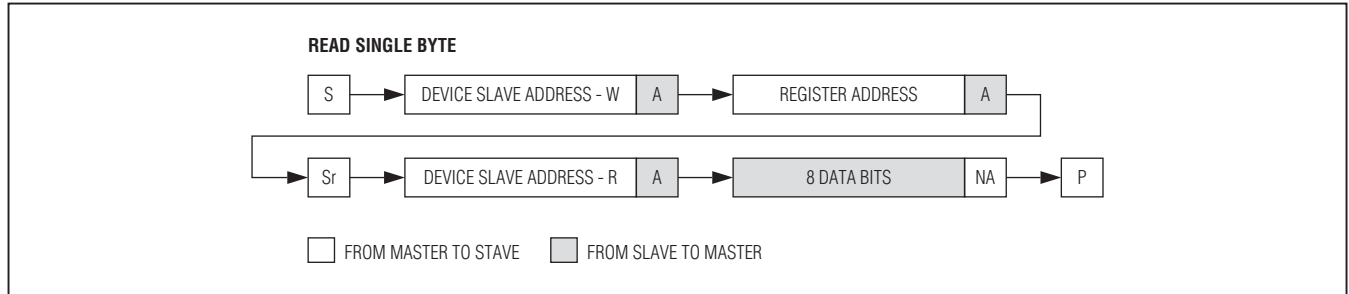 READ SINGLE BYTE
S DEVICE SLAVE ADDRESS - W A REGISTER ADDRESS A
Sr DEVICE SLAVE ADDRESS - R A 8 DATA BITS NA P
FROM MASTER TO STAVE FROM SLAVE TO MASTER